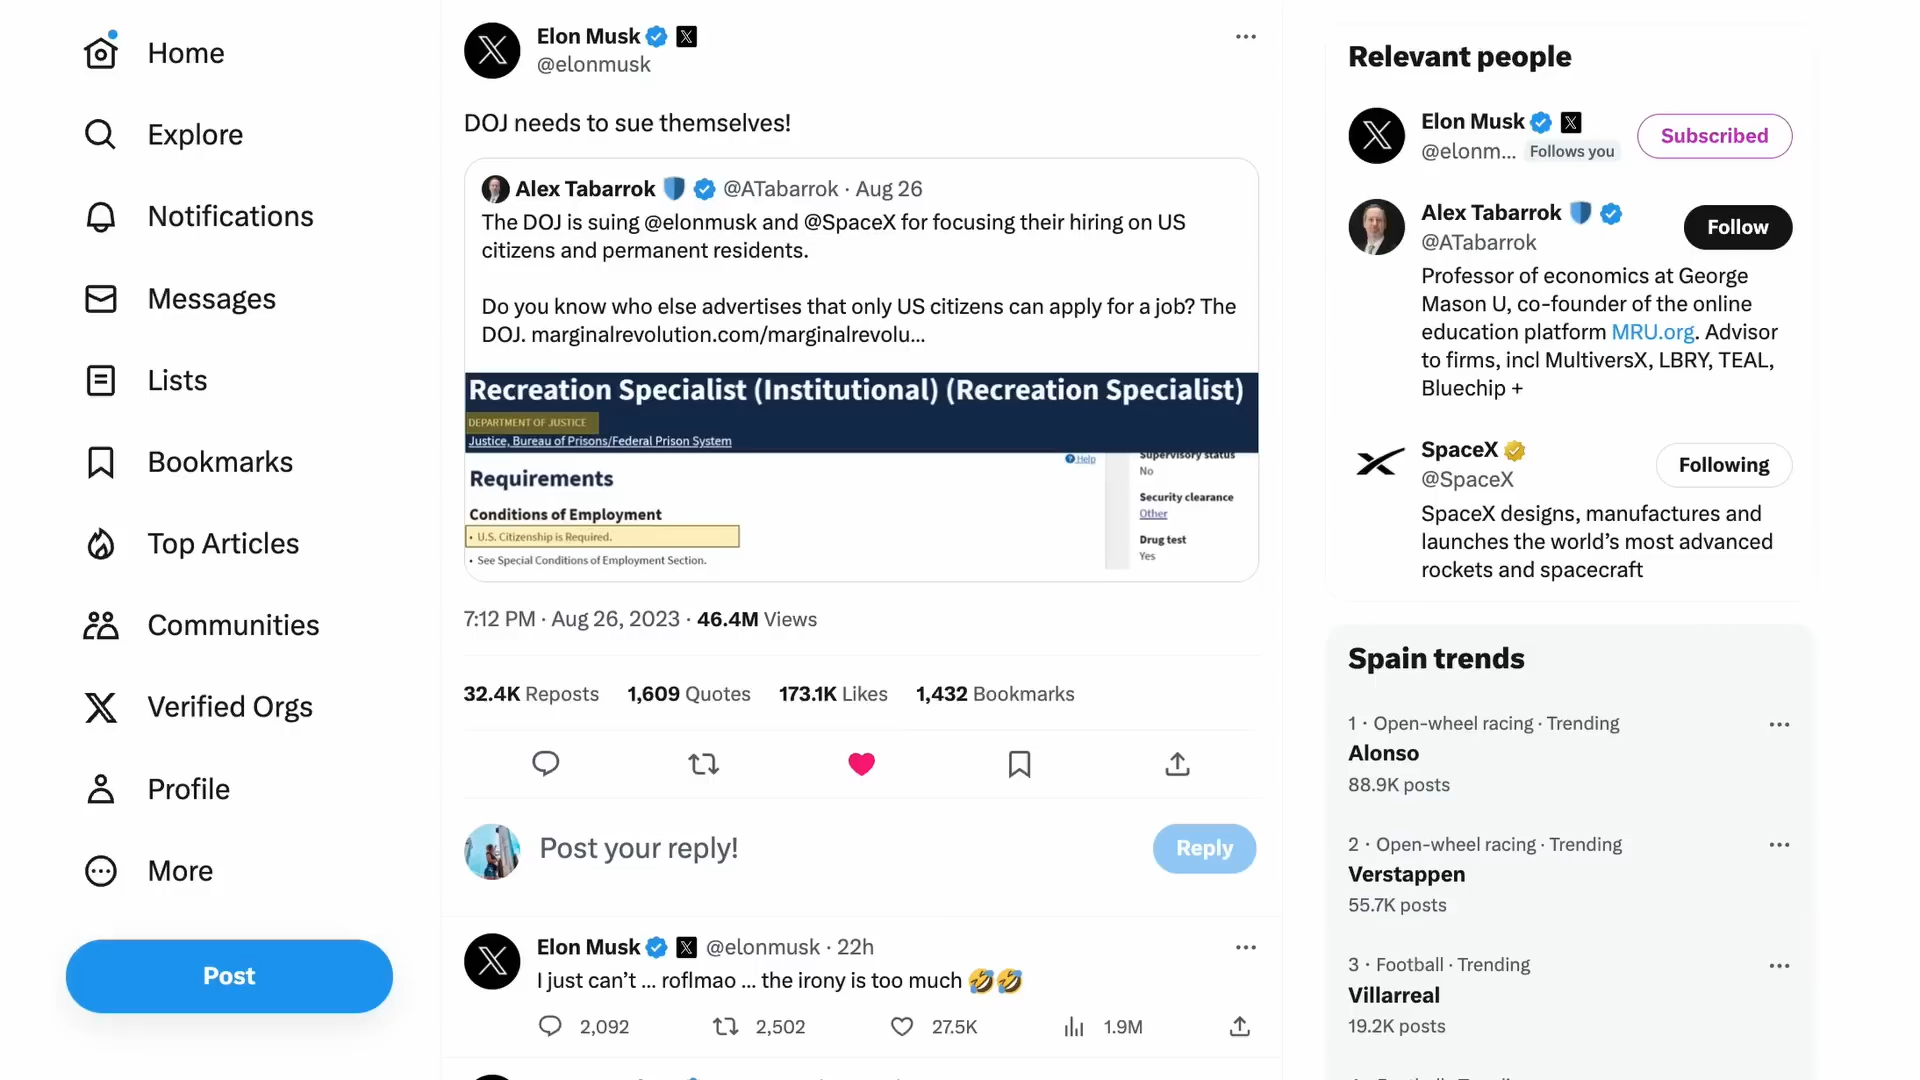 Home
Explore
Notifications
Messages
Lists
Bookmarks
Top Articles
Communities
Verified Orgs
Profile
More
Post
Elon Musk
@elonmusk
DOJ needs to sue themselves!
Alex Tabarrok @ATabarrok · Aug 26
The DOJ is suing @elonmusk and @SpaceX for focusing their hiring on US
citizens and permanent residents.
Do you know who else advertises that only US citizens can apply for a job? The
DOJ. marginalrevolution.com/marginalrevolu...
Recreation Specialist (Institutional) (Recreation Specialist)
DEPARTMENT OF JUSTICE
Justice, Bureau of Prisons/Federal Prison System
Help
Requirements
Conditions of Employment
• U.S. Citizenship is Required.
• See Special Conditions of Employment Section.
Supervisory status
No
Security clearance
Other
Drug test
Yes
7:12 PM · Aug 26, 2023 · 46.4M Views
32.4K Reposts 1,609 Quotes 173.1K Likes 1,432 Bookmarks
Post your reply!
Reply
Elon Musk @elonmusk · 22h
I just can't ... roflmao ... the irony is too much 🤣🤣
2,092 2,502 27.5K 1.9M
Relevant people
Elon Musk
@elonm... Follows you
Subscribed
Alex Tabarrok
@ATabarrok
Follow
Professor of economics at George
Mason U, co-founder of the online
education platform MRU.org. Advisor
to firms, incl MultiversX, LBRY, TEAL,
Bluechip +
SpaceX
@SpaceX
Following
SpaceX designs, manufactures and
launches the world's most advanced
rockets and spacecraft
Spain trends
1 · Open-wheel racing · Trending
Alonso
88.9K posts
2 · Open-wheel racing · Trending
Verstappen
55.7K posts
3 · Football · Trending
Villarreal
19.2K posts